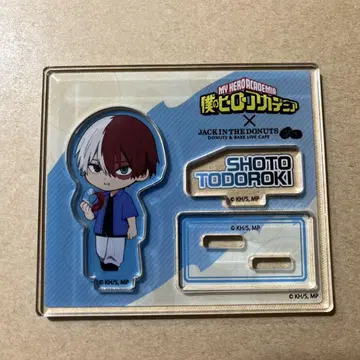 MY HERO ACADEMIA
僕のヒーローアカデミア
×
JACK IN THE DONUTS
DONUTS & BAKE LIVE CAFE
SHOTO
TODOROKI
© KH/S, MP
© KH/S, MP
© KH/S, MP
© KH/S, MP